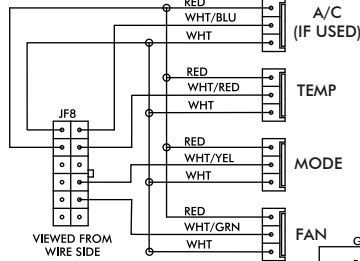 RED
WHT/BLU
WHT
A/C
(IF USED)
RED
WHT/RED
WHT
TEMP
JF8
RED
WHT/YEL
WHT
MODE
RED
WHT/GRN
WHT
FAN
VIEWED FROM
WIRE SIDE